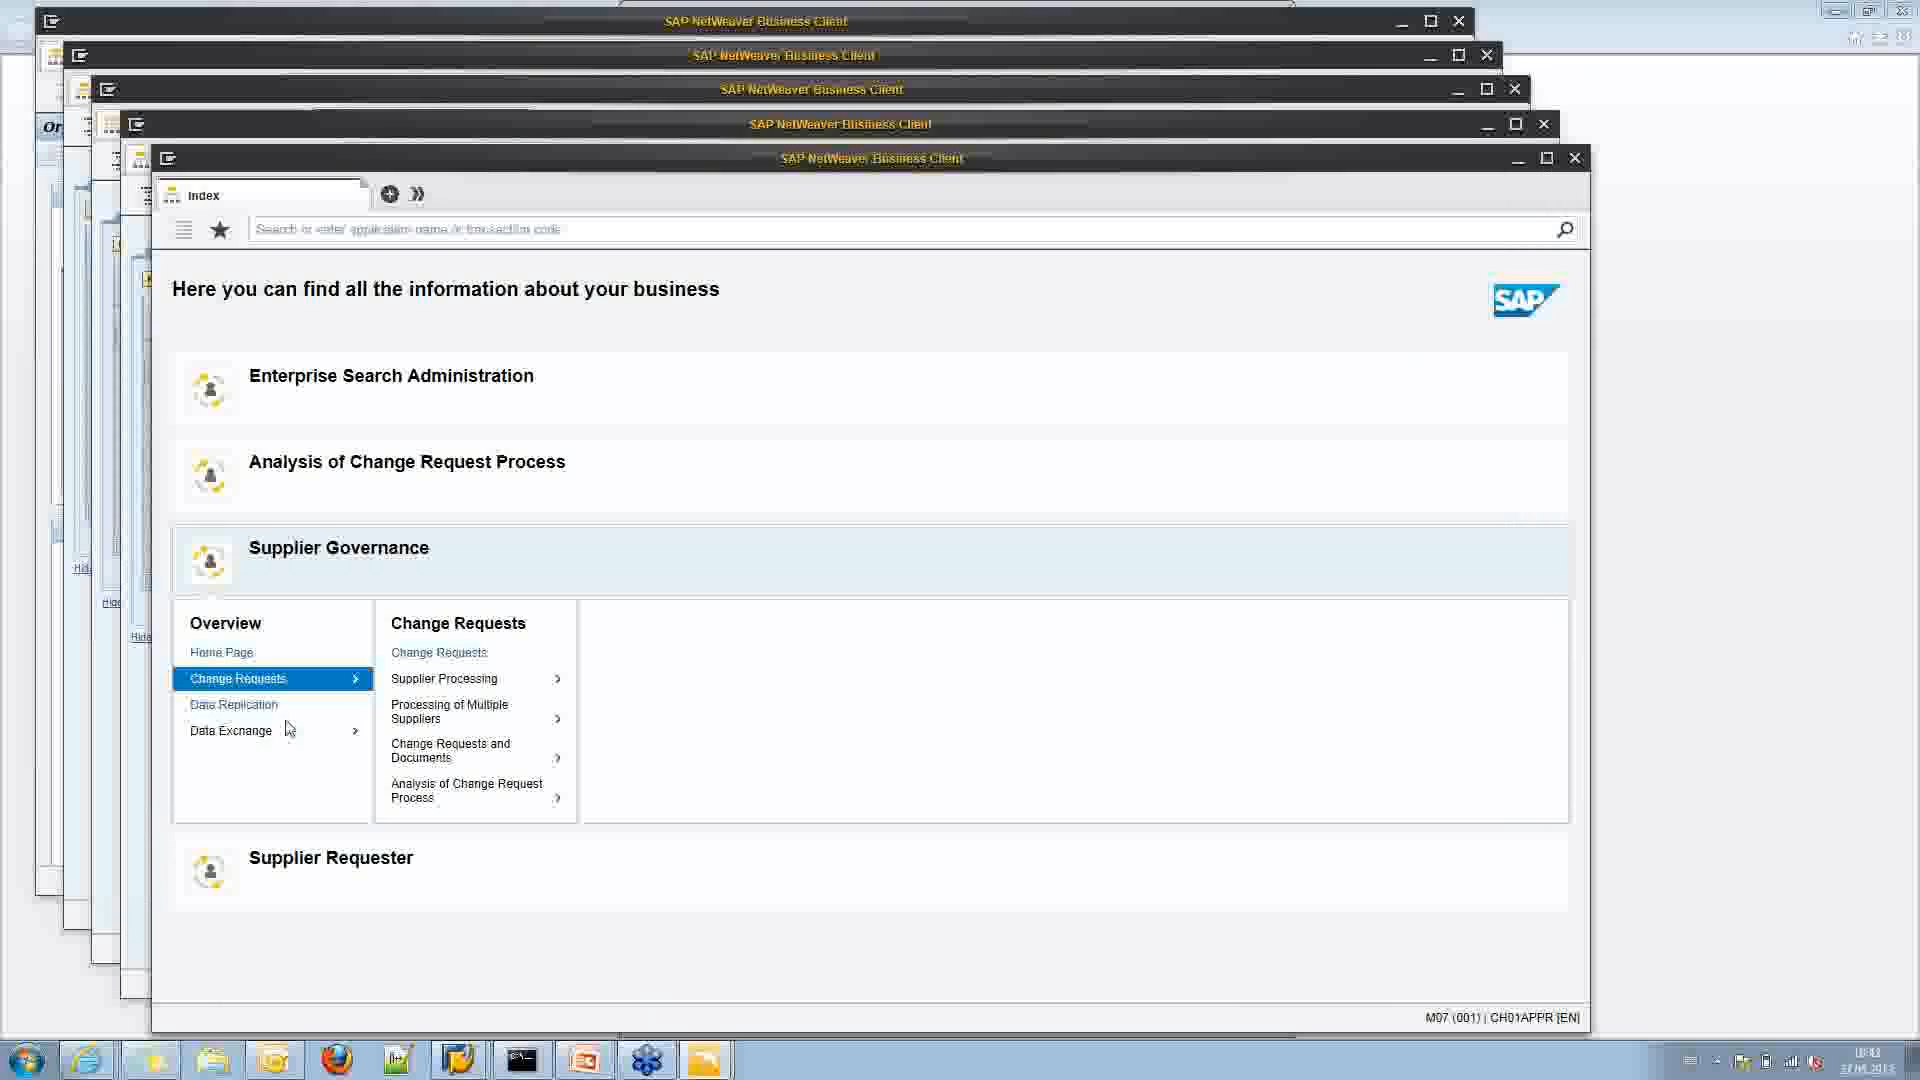 SAP NetWeaver Business Client
SAP NetWeaver Business Client
SAP NetWeaver Business Client
Or
SAP NetWeaver Business Client
SAP NetWeaver Business Client
Index
Search or enter application name /n transaction code
Here you can find all the information about your business
SAP
Enterprise Search Administration
Analysis of Change Request Process
Supplier Governance
Hid
Hide
Hida
Overview
Home Page
Change Requests
Data Replication
Data Exchange
Change Requests
Change Requests
Supplier Processing
Processing of Multiple
Suppliers
Change Requests and
Documents
Analysis of Change Request
Process
Supplier Requester
M07 (001) | CH01APPR [EN]